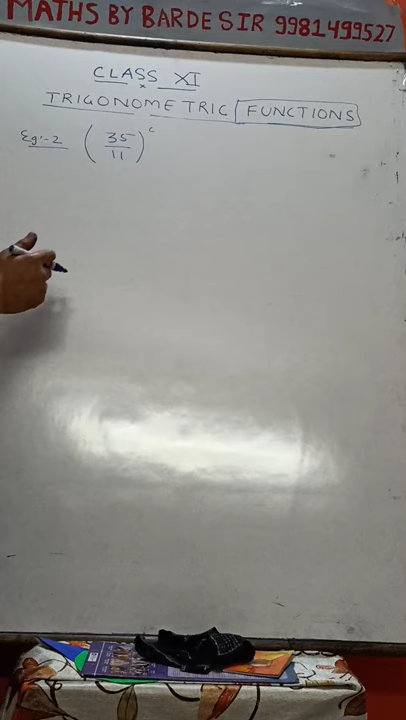 MATHS BY BARDE SIR 9981499527
CLASS XI
TRIGONOMETRIC FUNCTIONS
Eg:-2 (35/11)^c